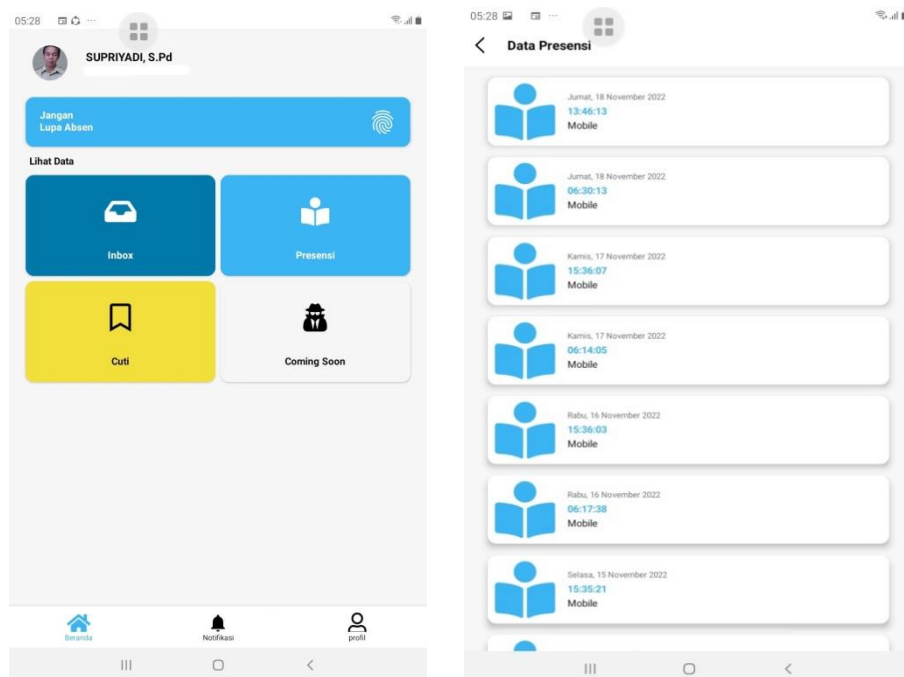 05:28
SUPRIYADI, S.Pd
Jangan
Lupa Absen
Lihat Data
Inbox
Presensi
Cuti
Coming Soon
Beranda
Notifikasi
profil
05:28
Data Presensi
Jumat, 18 November 2022
13:46:13
Mobile
Jumat, 18 November 2022
06:30:13
Mobile
Kamis, 17 November 2022
15:36:07
Mobile
Kamis, 17 November 2022
06:14:05
Mobile
Rabu, 16 November 2022
15:36:03
Mobile
Rabu, 16 November 2022
06:17:38
Mobile
Selasa, 15 November 2022
15:35:21
Mobile